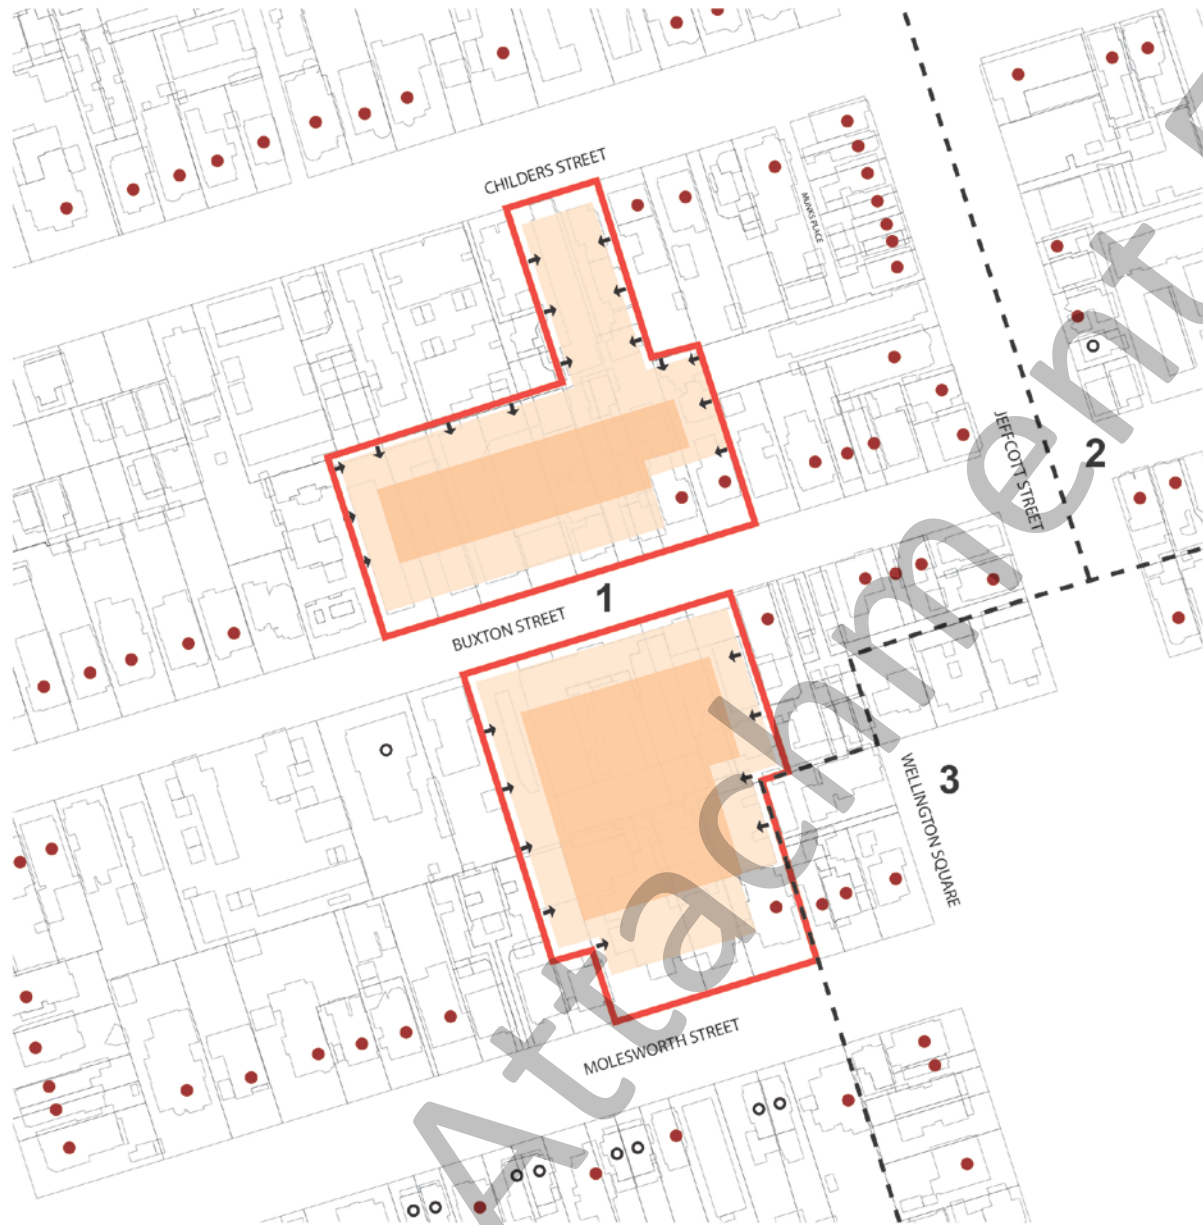 CHILDERS STREET
MUNKS PLACE
JEFFCOTT STREET
2
1
BUXTON STREET
3
WELLINGTON SQUARE
MOLESWORTH STREET
Attachment